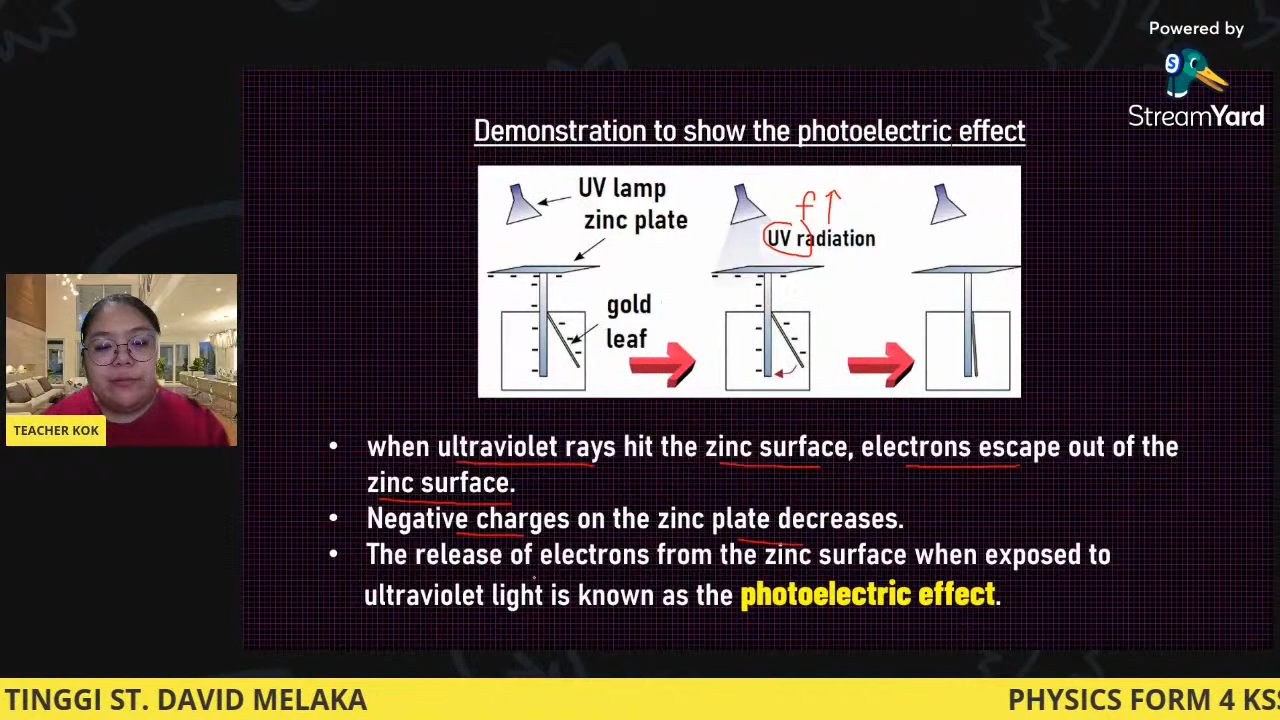 Powered by
S
StreamYard
Demonstration to show the photoelectric effect
UV lamp
zinc plate
f↑
UV radiation
gold
leaf
TEACHER KOK
• when ultraviolet rays hit the zinc surface, electrons escape out of the
zinc surface.
• Negative charges on the zinc plate decreases.
• The release of electrons from the zinc surface when exposed to
ultraviolet light is known as the photoelectric effect.
TINGGI ST. DAVID MELAKA PHYSICS FORM 4 KSS